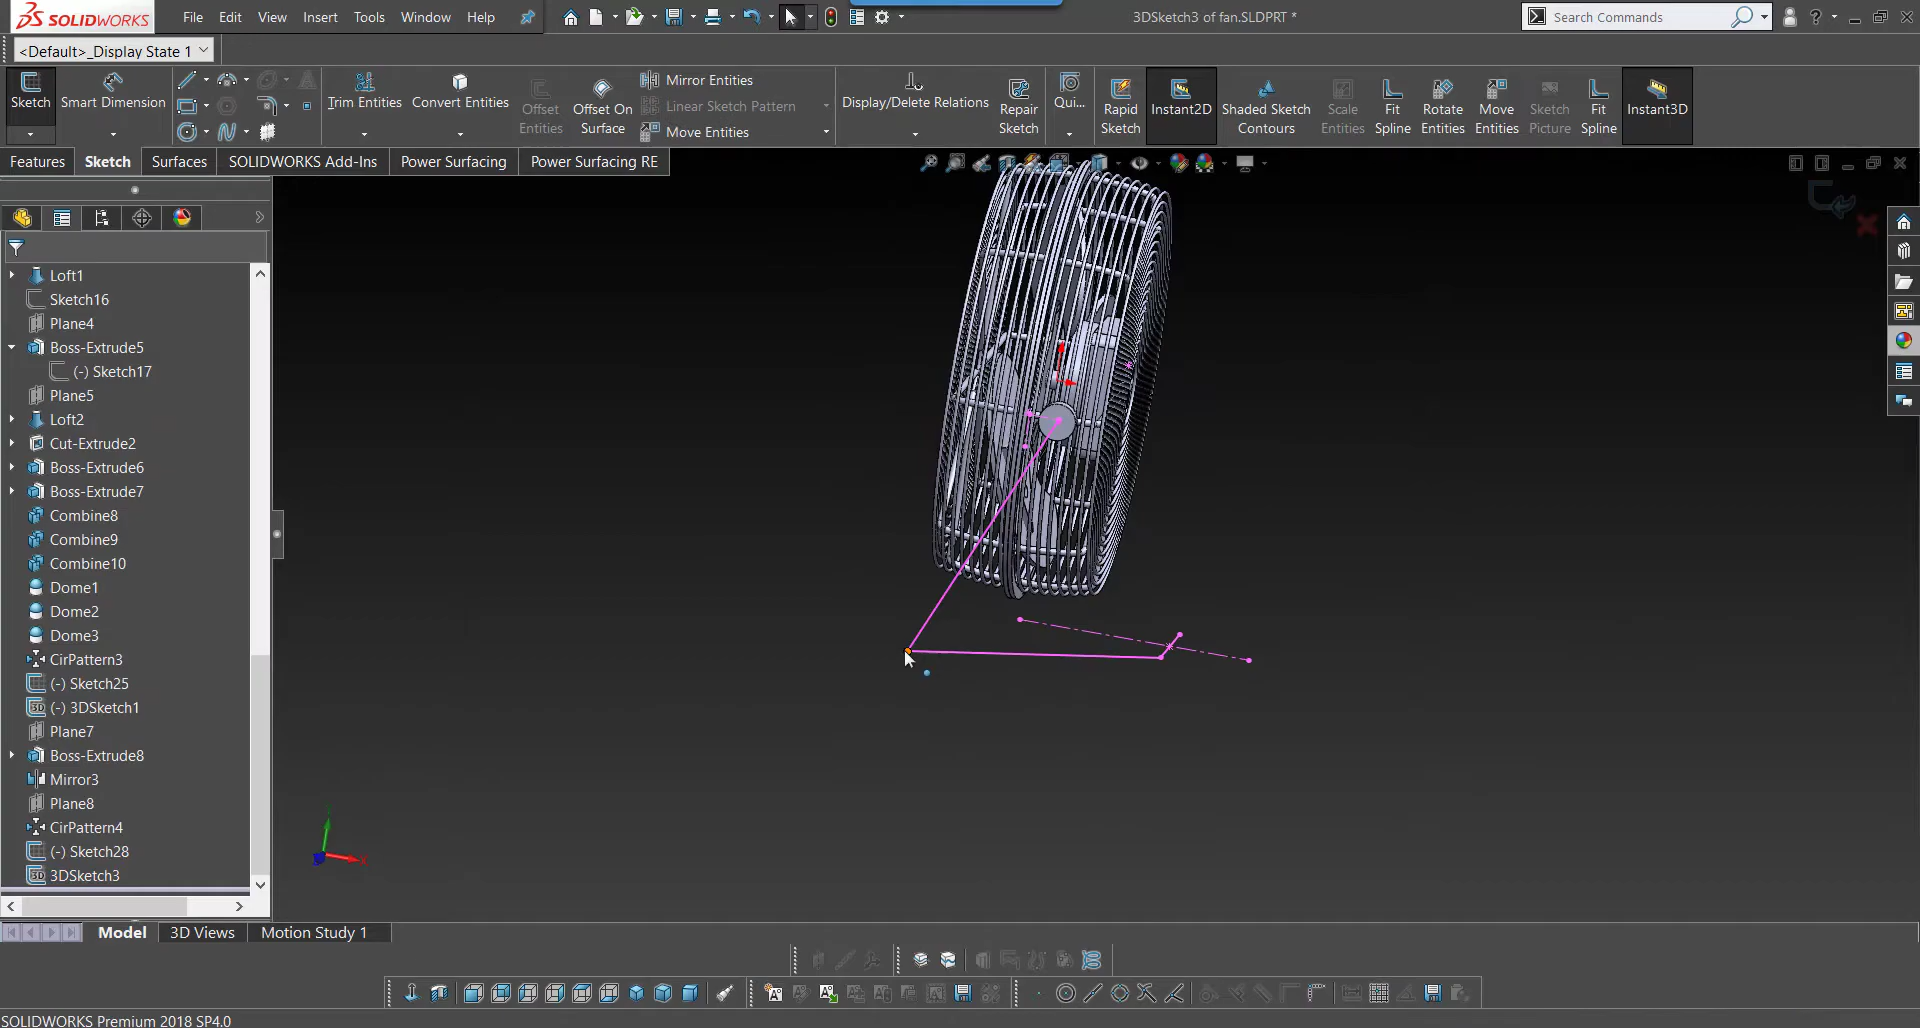 SOLIDWORKS
File Edit View Insert Tools Window Help
3DSketch3 of fan.SLDPRT *
Search Commands
<Default>_Display State 1
Sketch
Smart Dimension
Trim Entities
Convert Entities
Offset Entities
Offset On Surface
Mirror Entities
Linear Sketch Pattern
Move Entities
Display/Delete Relations
Repair Sketch
Qui...
Rapid Sketch
Instant2D
Shaded Sketch Contours
Scale Entities
Fit Spline
Rotate Entities
Move Entities
Sketch Picture
Fit Spline
Instant3D
Features Sketch Surfaces SOLIDWORKS Add-Ins Power Surfacing Power Surfacing RE
Loft1
Sketch16
Plane4
Boss-Extrude5
(-) Sketch17
Plane5
Loft2
Cut-Extrude2
Boss-Extrude6
Boss-Extrude7
Combine8
Combine9
Combine10
Dome1
Dome2
Dome3
CirPattern3
(-) Sketch25
(-) 3DSketch1
Plane7
Boss-Extrude8
Mirror3
Plane8
CirPattern4
(-) Sketch28
3DSketch3
Model 3D Views Motion Study 1
SOLIDWORKS Premium 2018 SP4.0